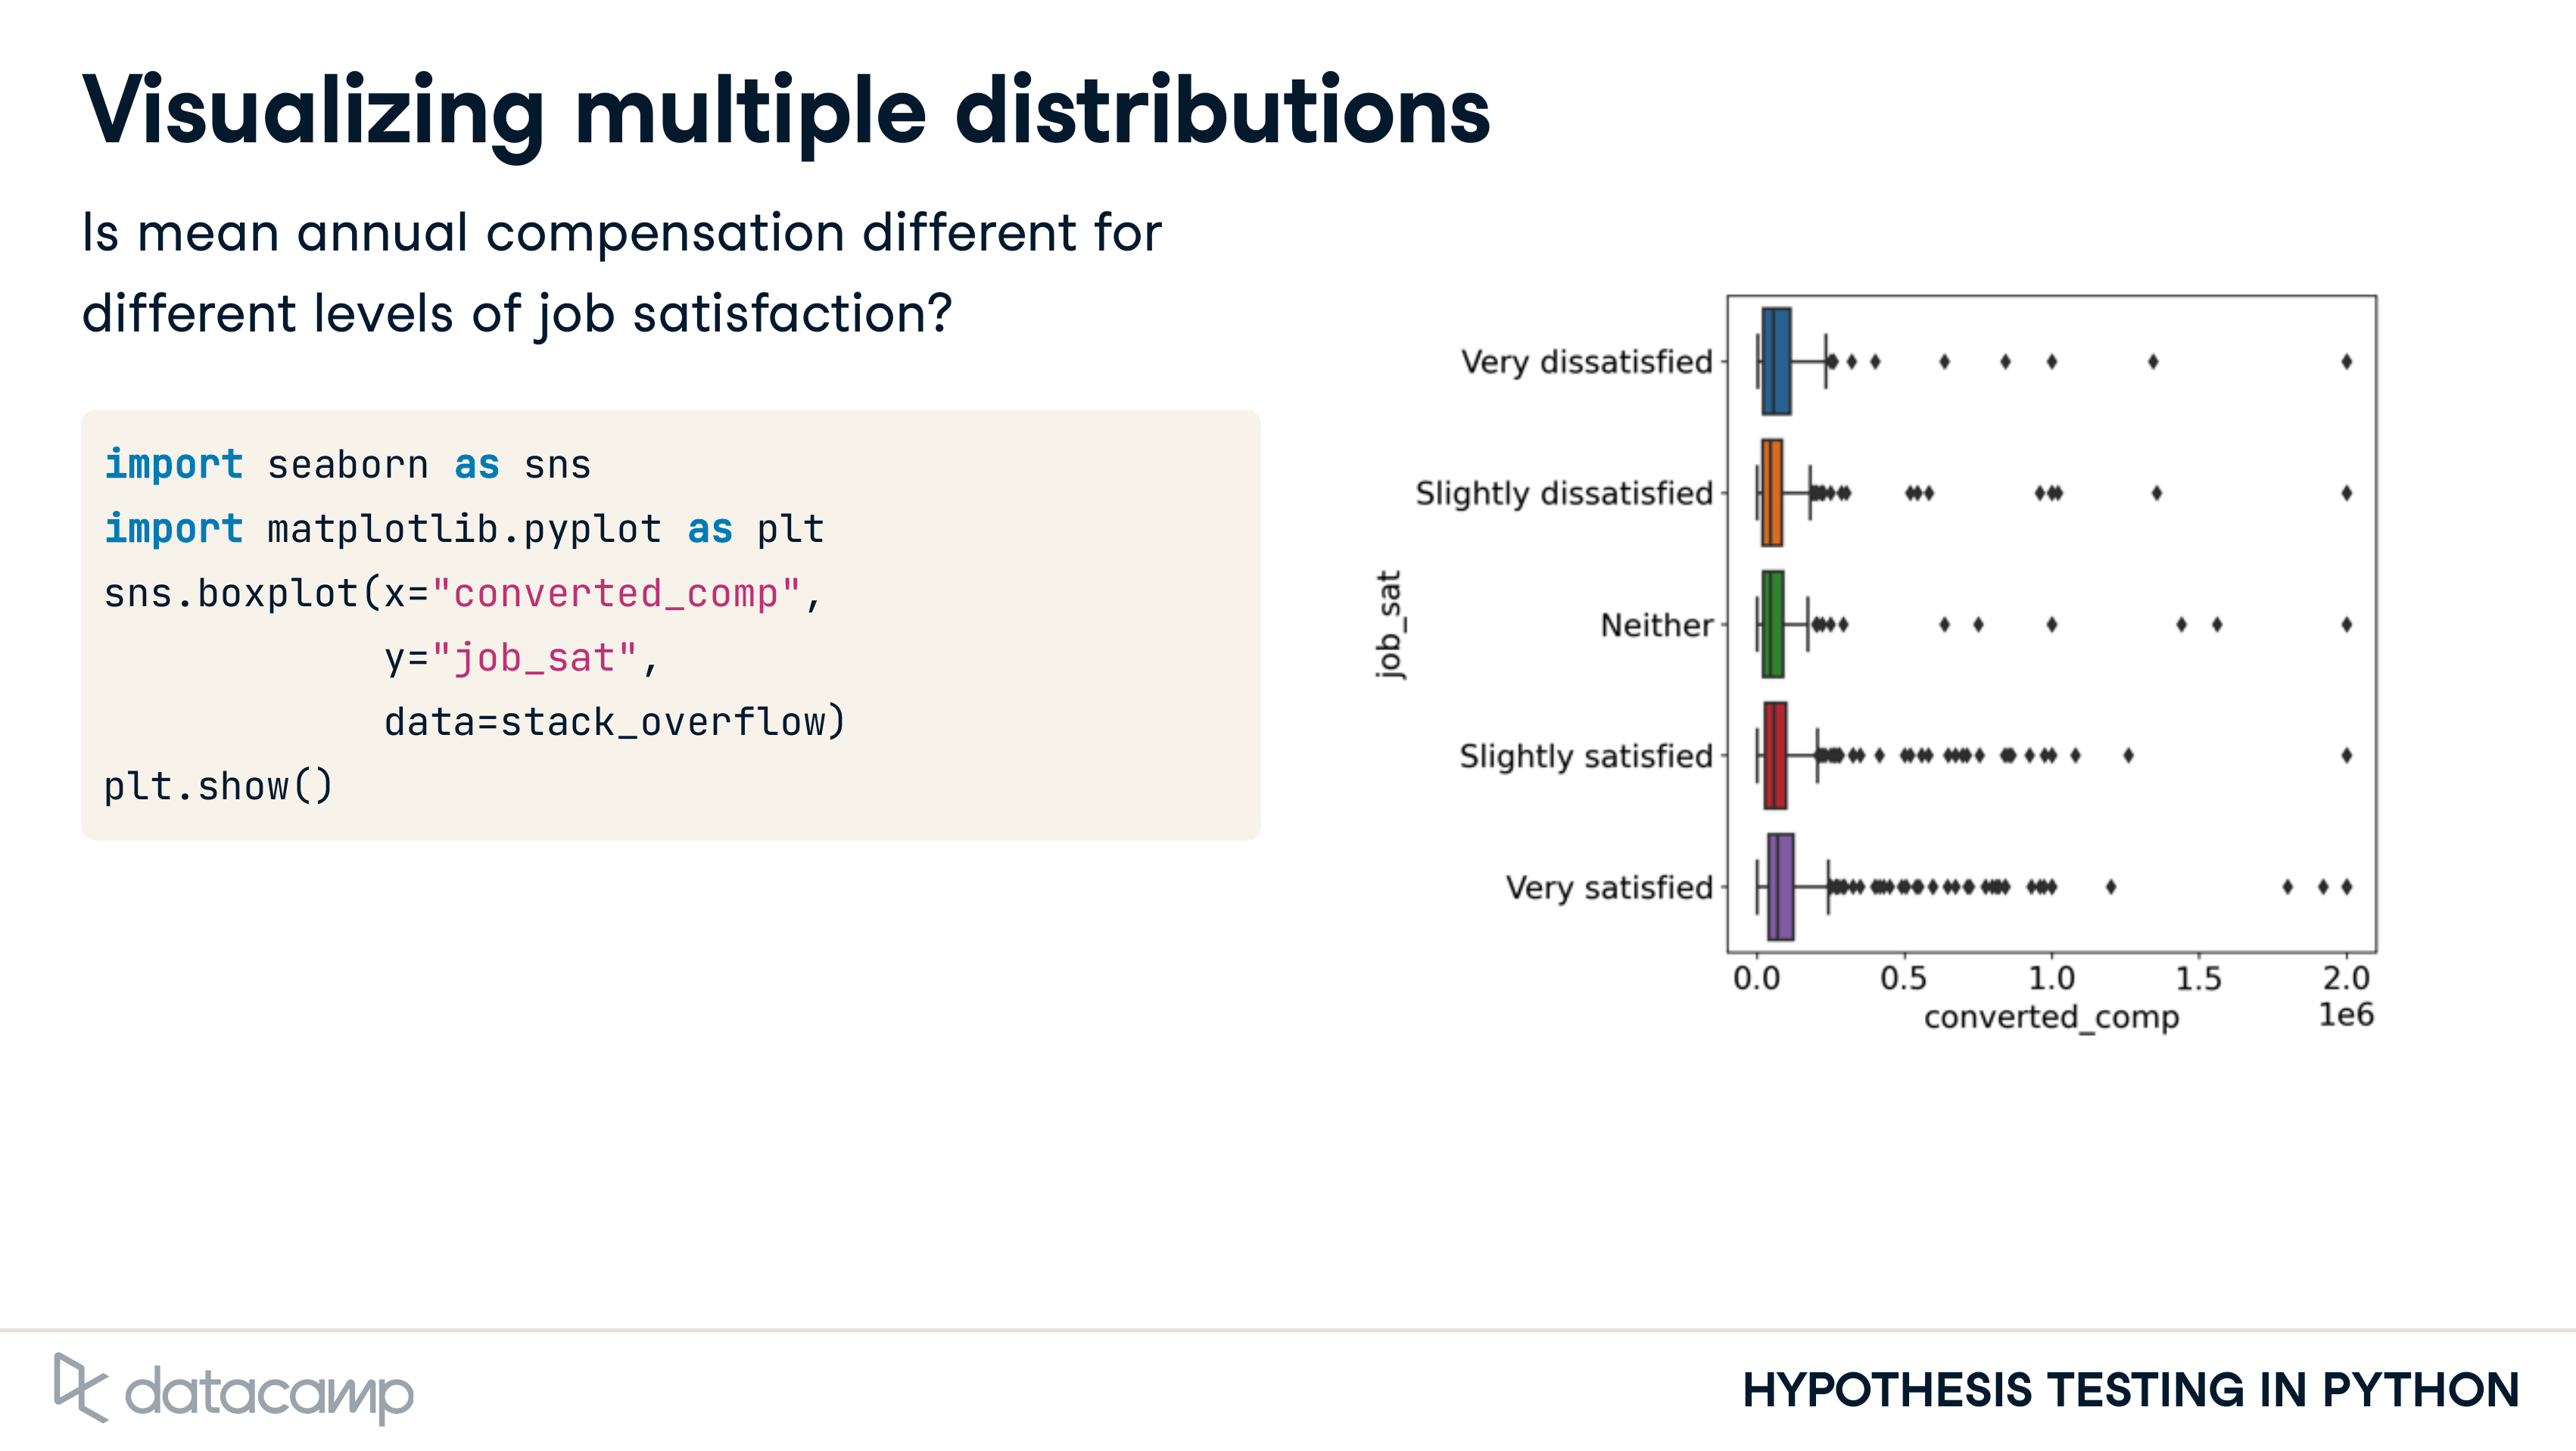 Visualizing multiple distributions
Is mean annual compensation different for
different levels of job satisfaction?
import seaborn as sns
import matplotlib.pyplot as plt
sns.boxplot(x="converted_comp",
            y="job_sat",
            data=stack_overflow)
plt.show()
job_sat
Very dissatisfied
Slightly dissatisfied
Neither
Slightly satisfied
Very satisfied
0.0 0.5 1.0 1.5 2.0
converted_comp 1e6
datacamp
HYPOTHESIS TESTING IN PYTHON